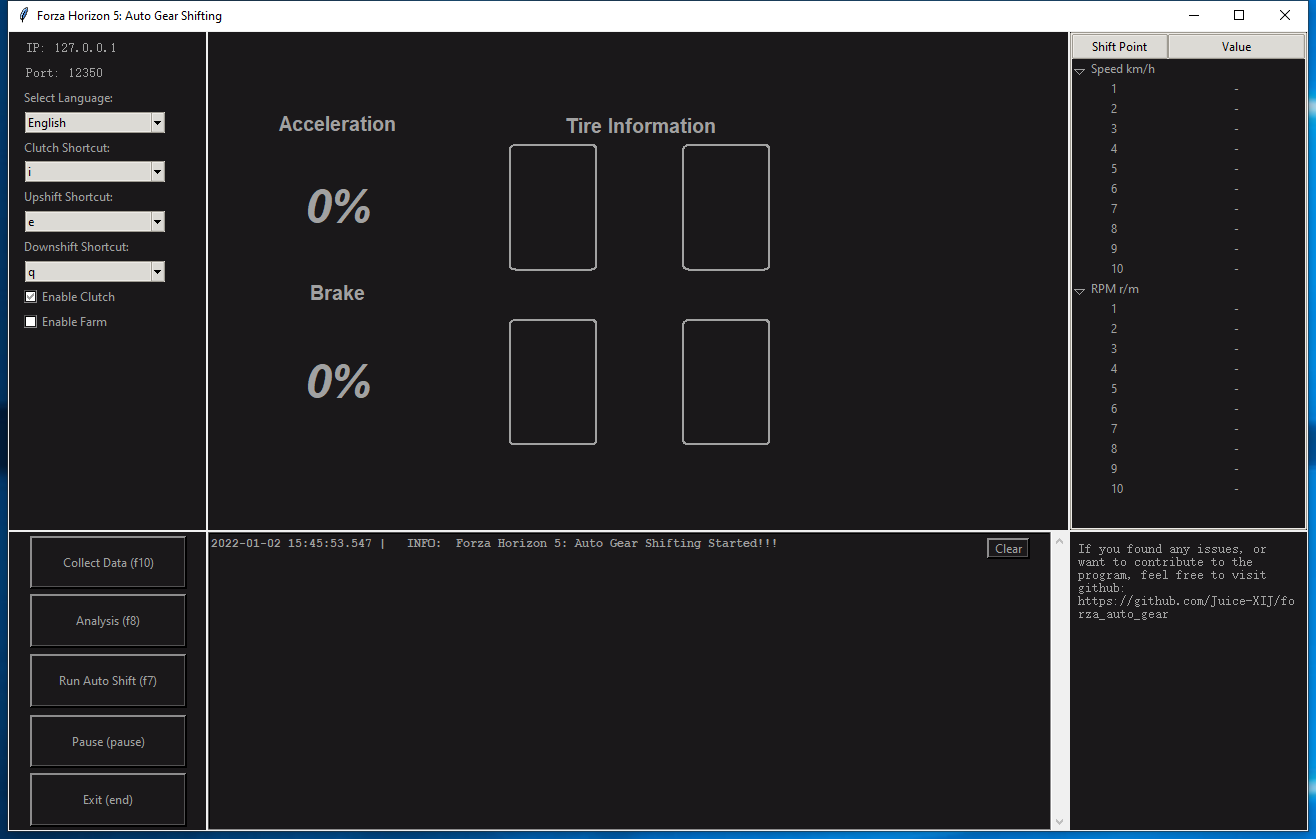 Forza Horizon 5: Auto Gear Shifting
IP: 127.0.0.1
Port: 12350
Select Language:
English
Clutch Shortcut:
i
Upshift Shortcut:
e
Downshift Shortcut:
q
Enable Clutch
Enable Farm
Acceleration
0%
Brake
0%
Tire Information
Shift Point Value
Speed km/h
1 -
2 -
3 -
4 -
5 -
6 -
7 -
8 -
9 -
10 -
RPM r/m
1 -
2 -
3 -
4 -
5 -
6 -
7 -
8 -
9 -
10 -
Collect Data (f10)
Analysis (f8)
Run Auto Shift (f7)
Pause (pause)
Exit (end)
2022-01-02 15:45:53.547 | INFO: Forza Horizon 5: Auto Gear Shifting Started!!!
Clear
If you found any issues, or
want to contribute to the
program, feel free to visit
github:
https://github.com/Juice-XIJ/fo
rza_auto_gear